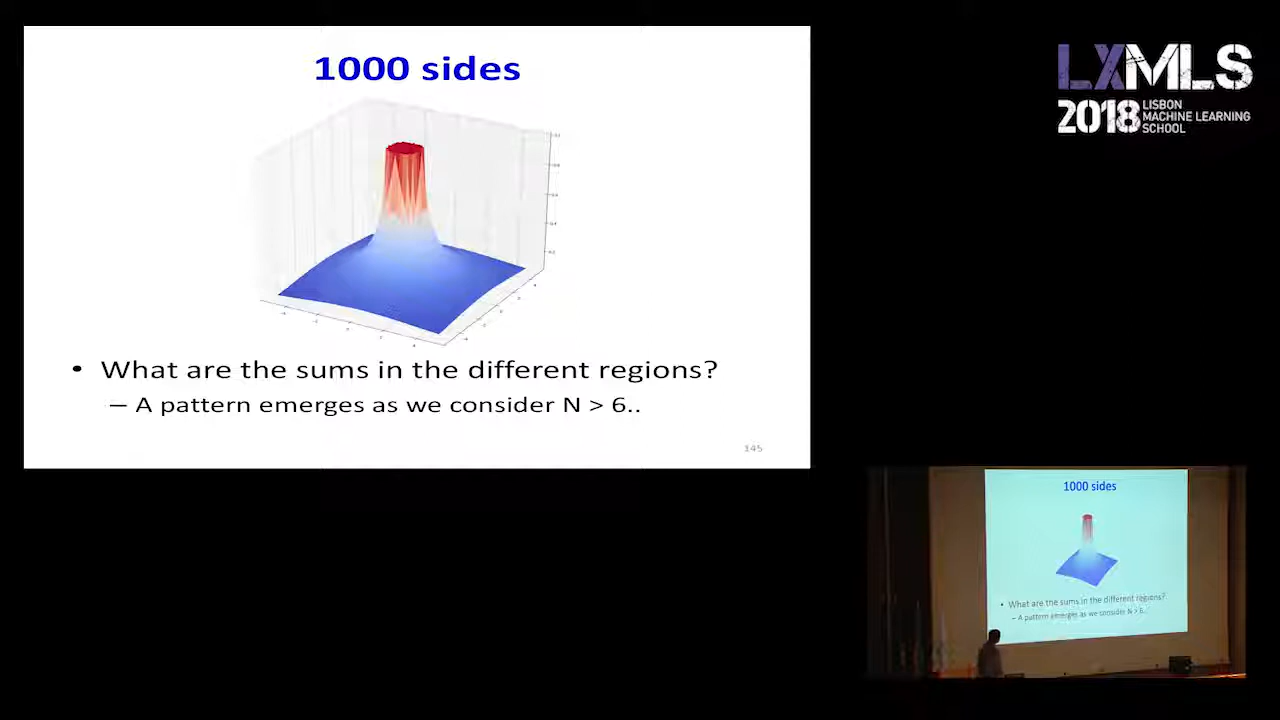 1000 sides
• What are the sums in the different regions?
– A pattern emerges as we consider N > 6..
145
LXMLS
2018 LISBON
MACHINE LEARNING
SCHOOL
1000 sides
• What are the sums in the different regions?
– A pattern emerges as we consider N > 6..